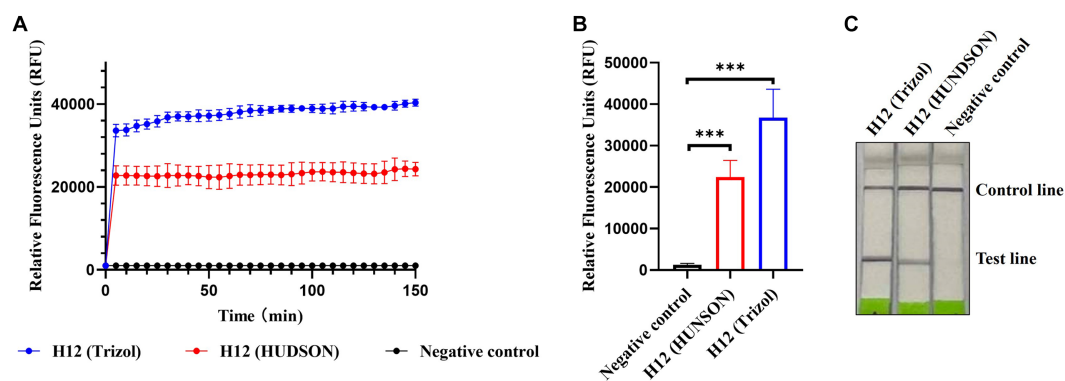 A
Relative Fluorescence Units (RFU)
40000
20000
0
0
50
100
150
Time (min)
H12 (Trizol)
H12 (HUDSON)
Negative control
B
Relative Fluorescence Units (RFU)
50000
40000
30000
20000
10000
0
***
***
Negative control
H12 (HUNSON)
H12 (Trizol)
C
H12 (Trizol)
H12 (HUNDSON)
Negative control
Control line
Test line